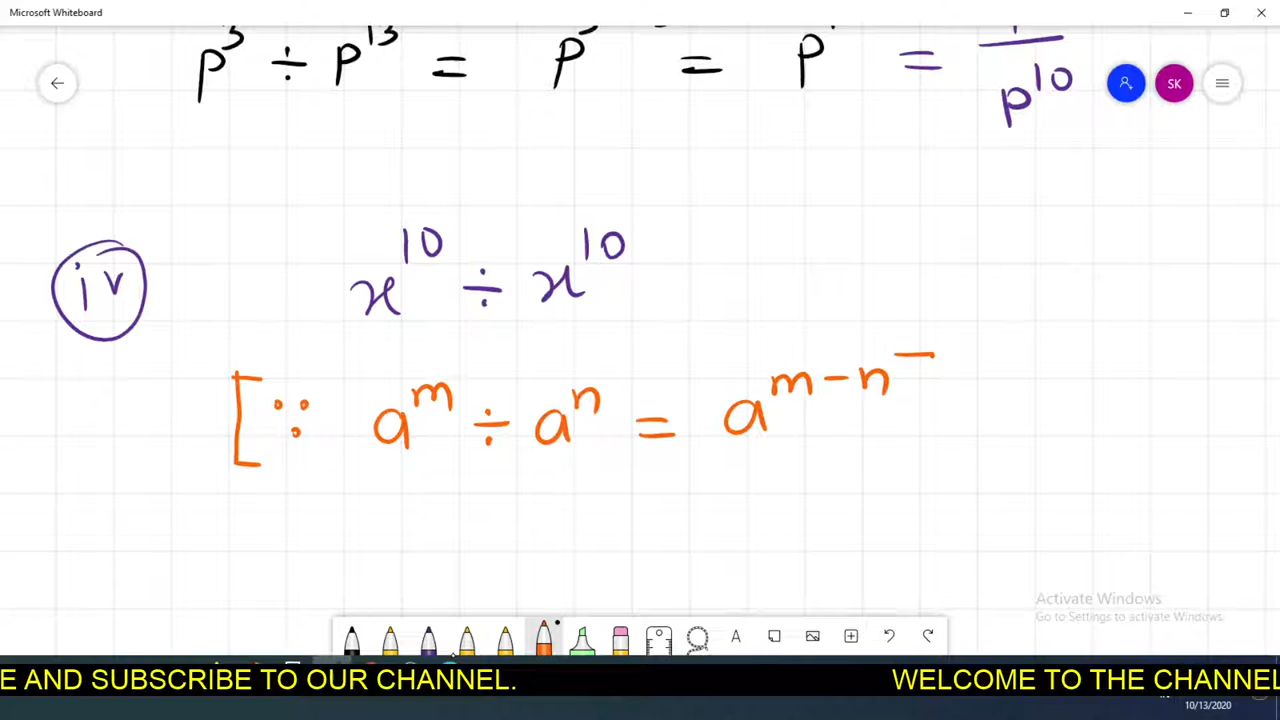 Microsoft Whiteboard
p³ ÷ p¹³ = p = p = 1/p¹⁰
SK
iv x¹⁰ ÷ x¹⁰
[∵ aᵐ ÷ aⁿ = aᵐ⁻ⁿ
Activate Windows
Go to Settings to activate Windows.
E AND SUBSCRIBE TO OUR CHANNEL. WELCOME TO THE CHANNEL
10/13/2020